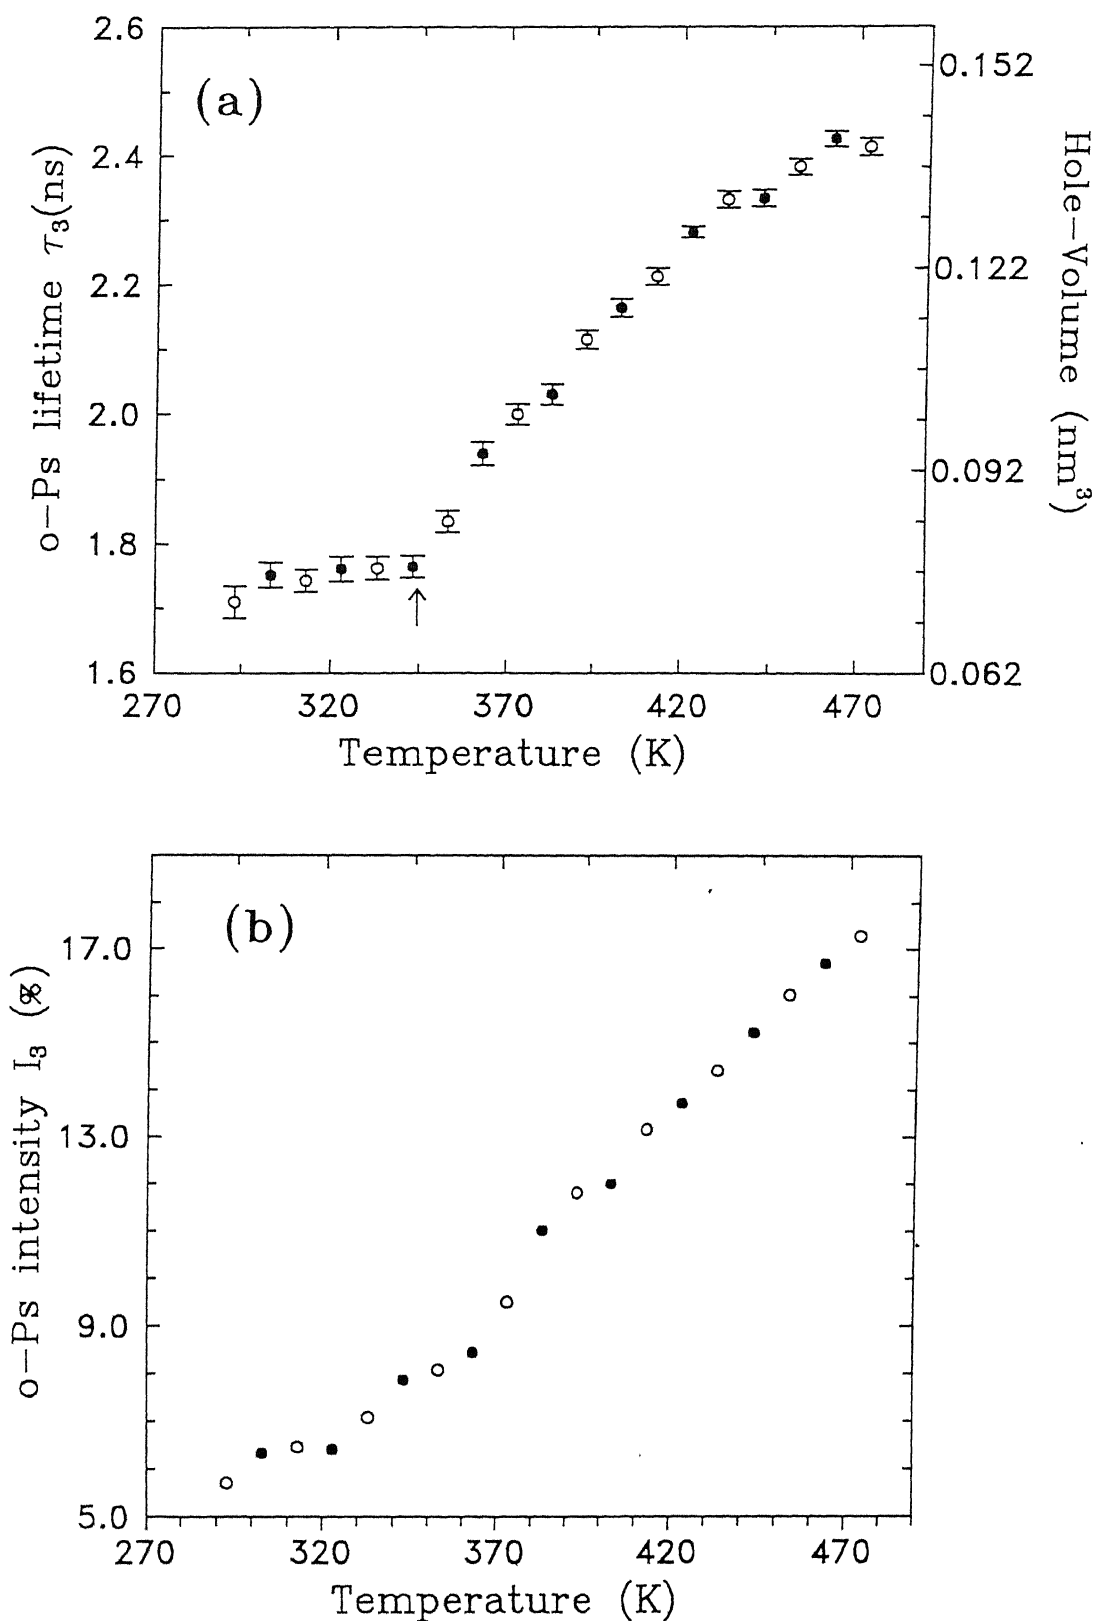 (a)
o-Ps lifetime τ₃(ns)
2.6
2.4
2.2
2.0
1.8
1.6
0.152
0.122
0.092
0.062
Hole-Volume (nm³)
270 320 370 420 470
Temperature (K)
(b)
o-Ps intensity I₃ (%)
17.0
13.0
9.0
5.0
270 320 370 420 470
Temperature (K)